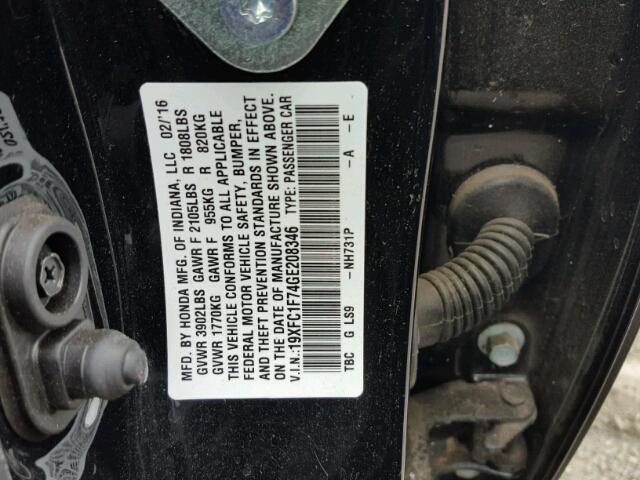 MFD. BY HONDA MFG. OF INDIANA, LLC 02/'16
GVWR 3902LBS GAWR F 2105LBS R 1808LBS
GVWR 1770KG GAWR F 955KG R 820KG
THIS VEHICLE CONFORMS TO ALL APPLICABLE
FEDERAL MOTOR VEHICLE SAFETY, BUMPER,
AND THEFT PREVENTION STANDARDS IN EFFECT
ON THE DATE OF MANUFACTURE SHOWN ABOVE.
V.I.N.:19XFC1F74GE208346 TYPE: PASSENGER CAR
TBC G LS9 -NH731P -A -E